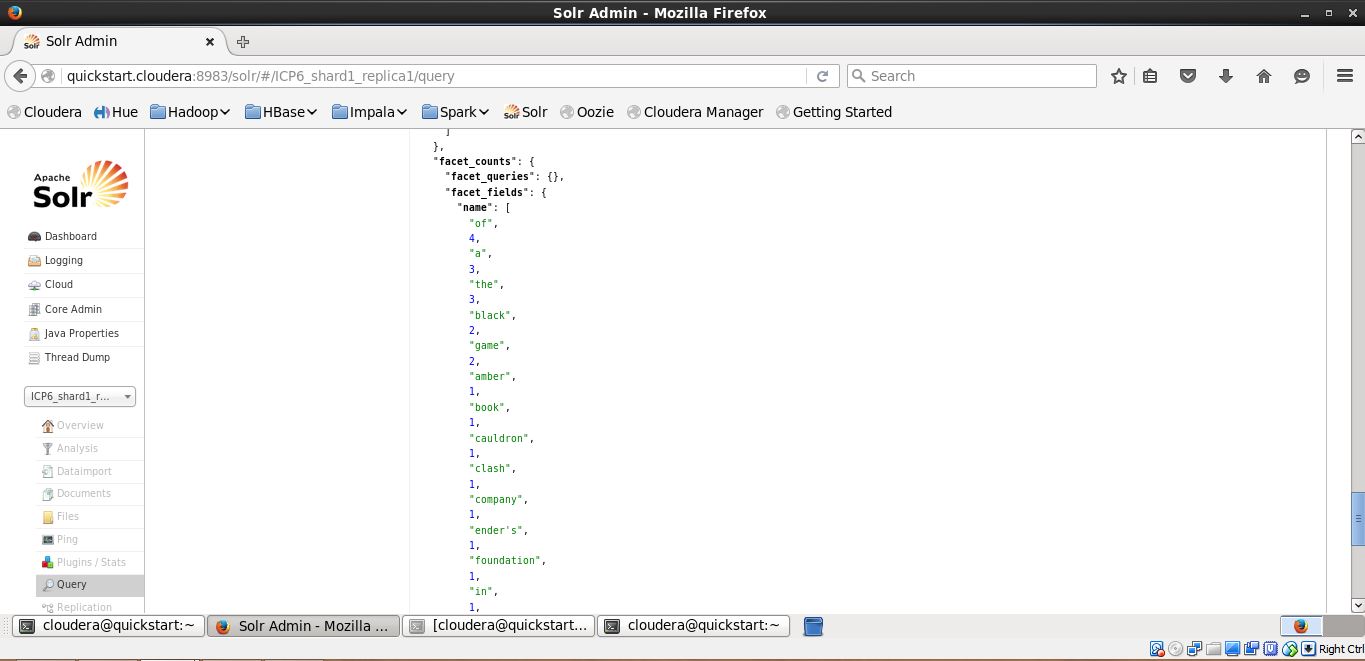 Solr Admin - Mozilla Firefox
Solr Solr Admin
quickstart.cloudera:8983/solr/#/ICP6_shard1_replica1/query
Search
Cloudera Hue Hadoop HBase Impala Spark Solr Solr Oozie Cloudera Manager Getting Started
Apache
Solr
Dashboard
Logging
Cloud
Core Admin
Java Properties
Thread Dump
ICP6_shard1_r...
Overview
Analysis
Dataimport
Documents
Files
Ping
Plugins / Stats
Query
Replication
]
},
"facet_counts": {
"facet_queries": {},
"facet_fields": {
"name": [
"of",
4,
"a",
3,
"the",
3,
"black",
2,
"game",
2,
"amber",
1,
"book",
1,
"cauldron",
1,
"clash",
1,
"company",
1,
"ender's",
1,
"foundation",
1,
"in",
1,
cloudera@quickstart:~ Solr Admin - Mozilla ... [cloudera@quickstart... cloudera@quickstart:~
Right Ctrl